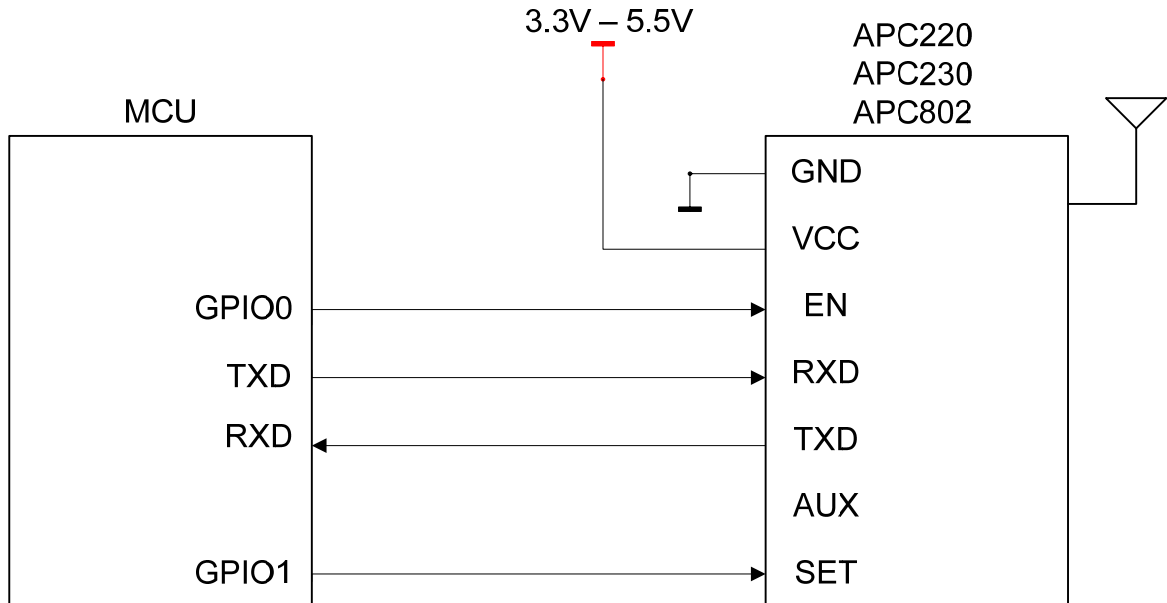 3.3V – 5.5V
APC220
APC230
APC802
MCU
GND
VCC
GPIO0
EN
TXD
RXD
RXD
TXD
AUX
GPIO1
SET